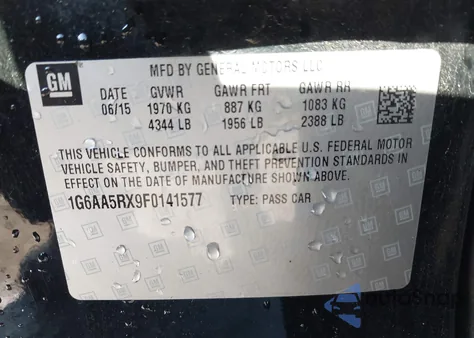 GM
MFD BY GENERAL MOTORS LLC
DATE GVWR GAWR FRT GAWR RR
06/15 1970 KG 887 KG 1083 KG
4344 LB 1956 LB 2388 LB
THIS VEHICLE CONFORMS TO ALL APPLICABLE U.S. FEDERAL MOTOR
VEHICLE SAFETY, BUMPER, AND THEFT PREVENTION STANDARDS IN
EFFECT ON THE DATE OF MANUFACTURE SHOWN ABOVE.
1G6AA5RX9F0141577 TYPE: PASS CAR
AutoSnap